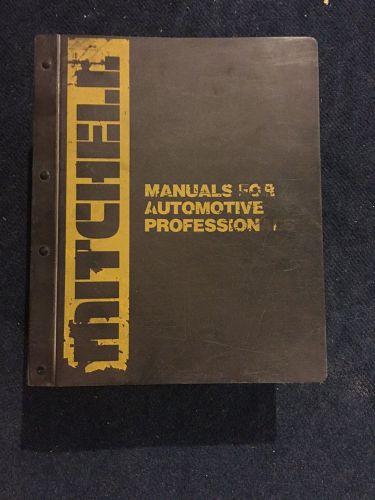 MITCHELL
MANUALS FOR
AUTOMOTIVE
PROFESSION